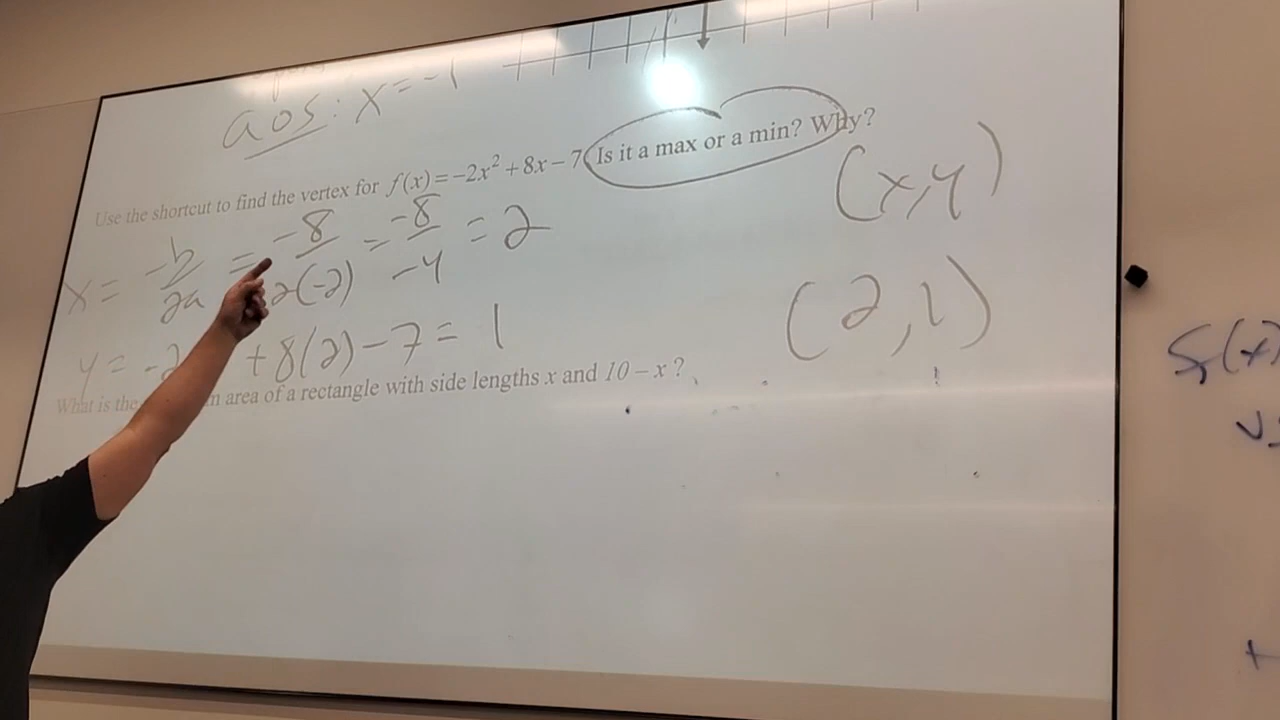 aos: x = -1
Use the shortcut to find the vertex for f(x) = -2x² + 8x - 7. Is it a max or a min? Why?
(x, y)
x = -b/2a = -8/2(-2) = -8/-4 = 2
(2, 1)
y = -2 + 8(2) - 7 = 1
What is the area of a rectangle with side lengths x and 10 - x?